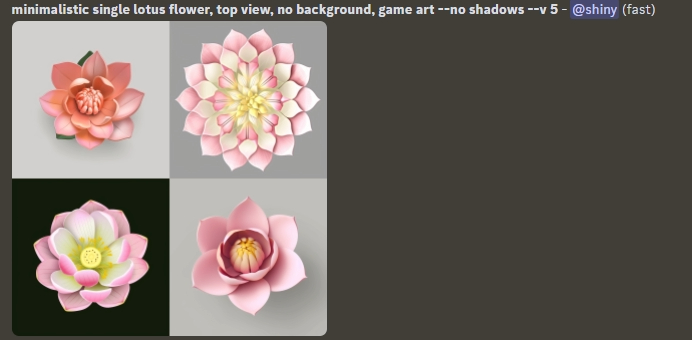 minimalistic single lotus flower, top view, no background, game art --no shadows --v 5 - @shiny (fast)